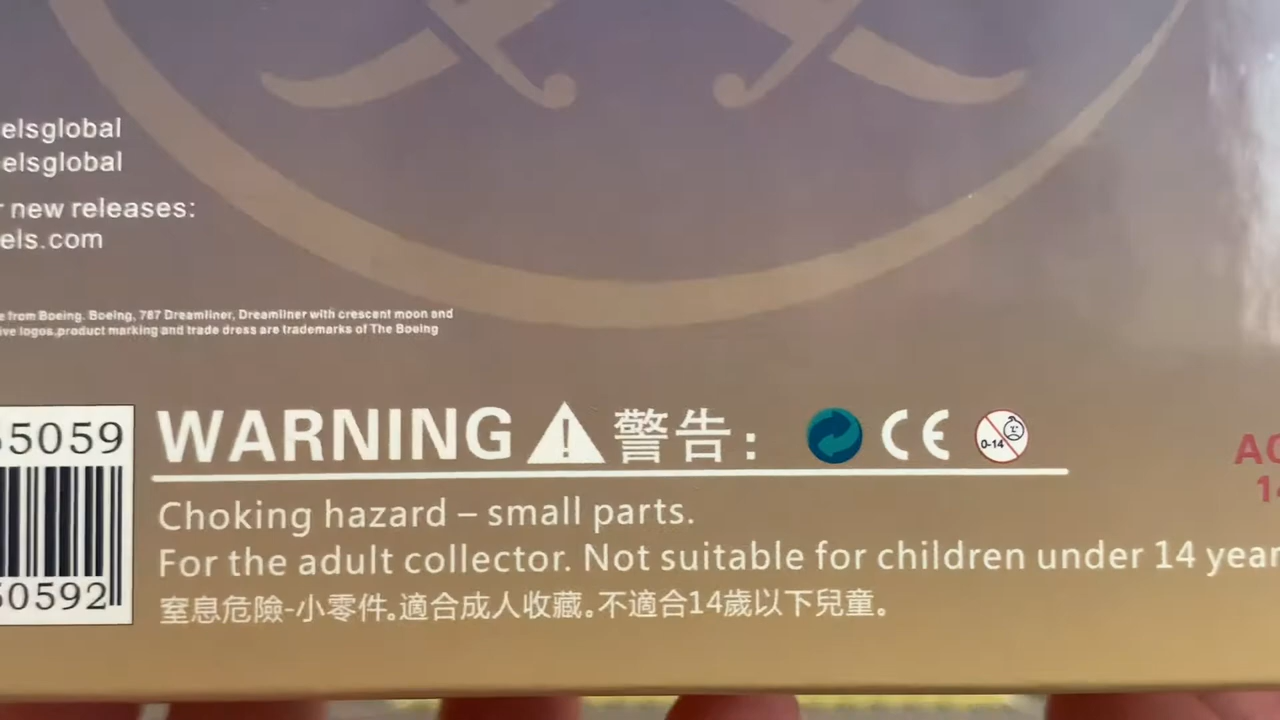 elsglobal
elsglobal
new releases:
els.com
from Boeing. Boeing, 787 Dreamliner, Dreamliner with crescent moon and
ive logos,product marking and trade dress are trademarks of The Boeing
55059
50592
WARNING ! 警告:
CE
0-14
Choking hazard – small parts.
For the adult collector. Not suitable for children under 14 year
窒息危險-小零件。適合成人收藏。不適合14歲以下兒童。